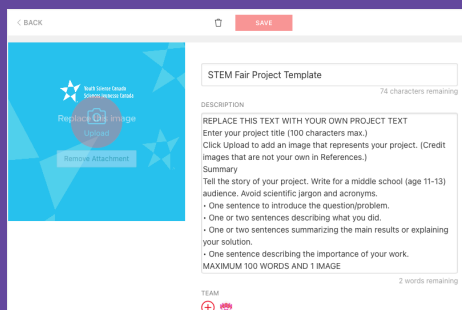 < BACK
SAVE
Youth Science Canada
Sciences Jeunesse Canada
Replace the Image
Upload
Remove Attachment
STEM Fair Project Template
74 characters remaining
DESCRIPTION
REPLACE THIS TEXT WITH YOUR OWN PROJECT TEXT
Enter your project title (100 characters max.)
Click Upload to add an image that represents your project. (Credit
images that are not your own in References.)
Summary
Tell the story of your project. Write for a middle school (age 11-13)
audience. Avoid scientific jargon and acronyms.
• One sentence to introduce the question/problem.
• One or two sentences describing what you did.
• One or two sentences summarizing the main results or explaining
your solution.
• One sentence describing the importance of your work.
MAXIMUM 100 WORDS AND 1 IMAGE
2 words remaining
TEAM